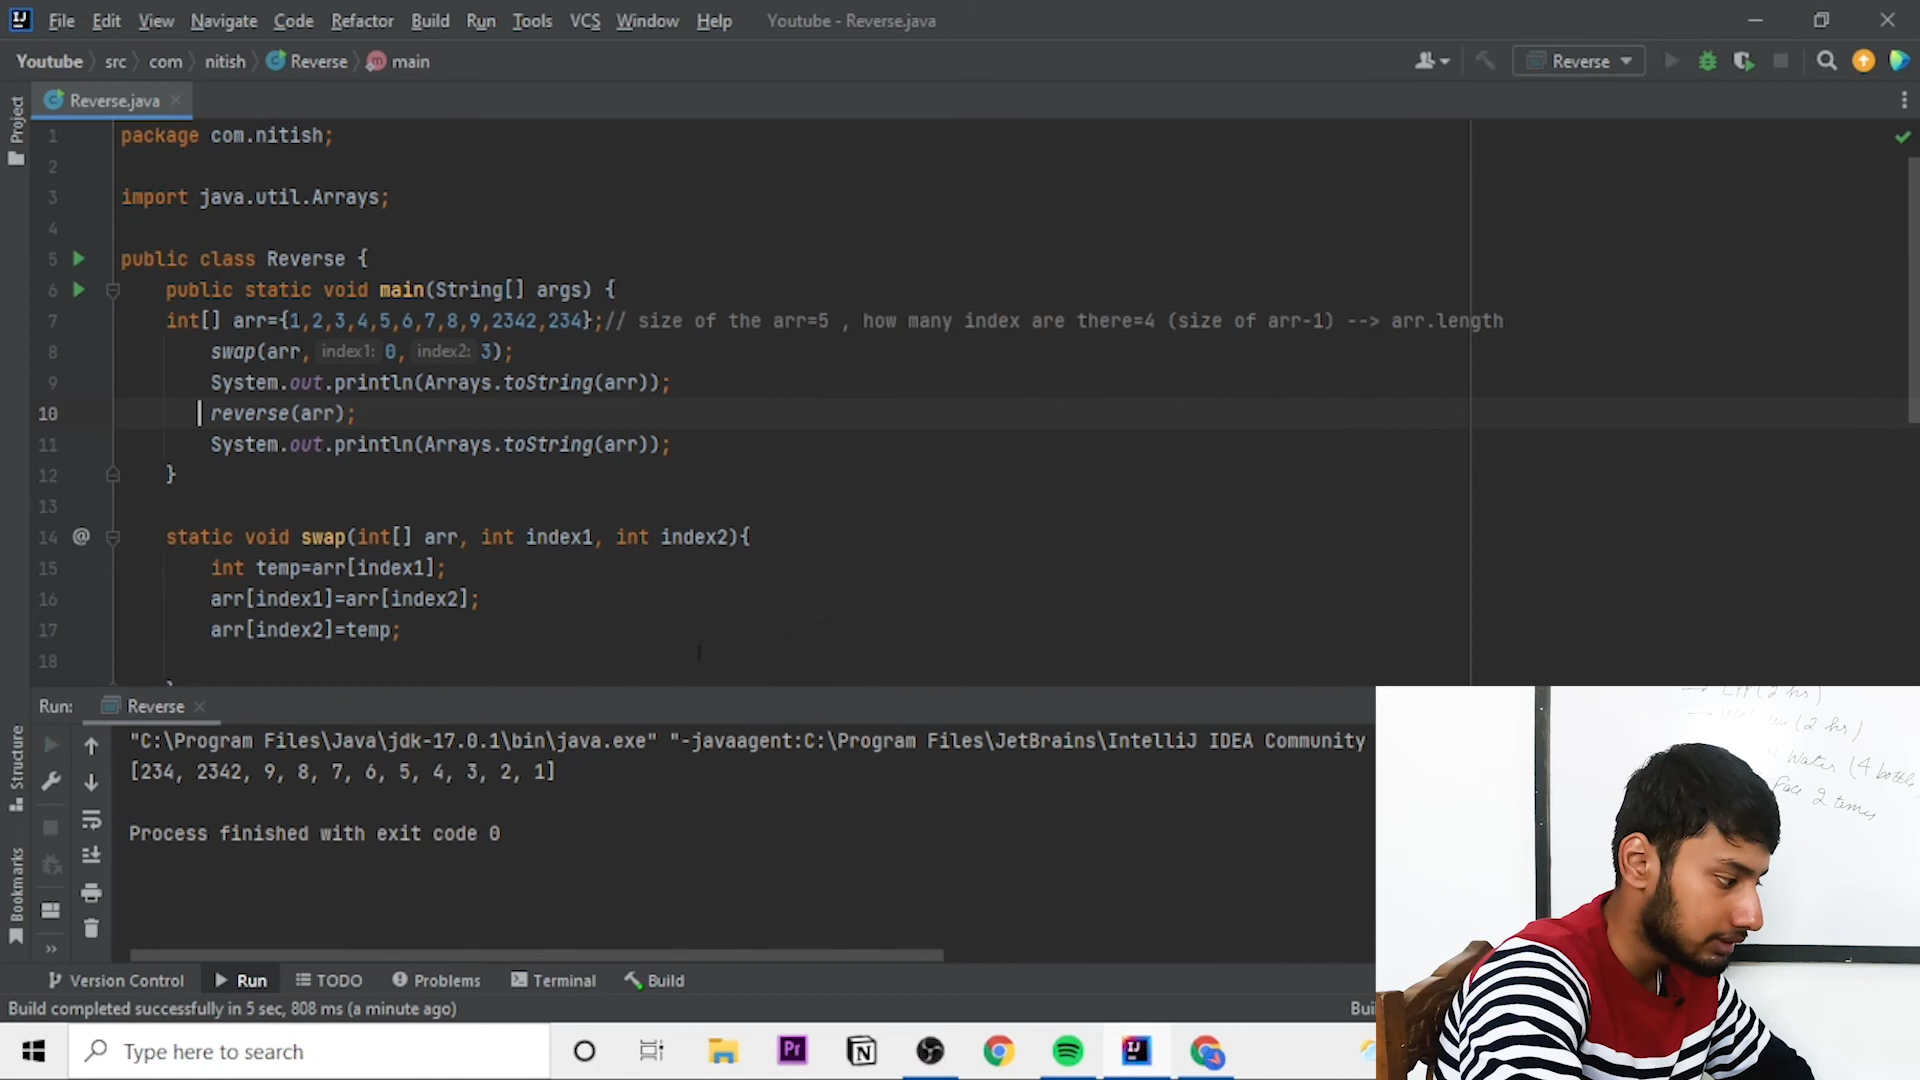 File Edit View Navigate Code Refactor Build Run Tools VCS Window Help Youtube - Reverse.java
Youtube src com nitish Reverse main Reverse
Project
Reverse.java
1 package com.nitish;
2
3 import java.util.Arrays;
4
5 public class Reverse {
6 public static void main(String[] args) {
7 int[] arr={1,2,3,4,5,6,7,8,9,2342,234};// size of the arr=5 , how many index are there=4 (size of arr-1) --> arr.length
8 swap(arr, index1: 0, index2: 3);
9 System.out.println(Arrays.toString(arr));
10 reverse(arr);
11 System.out.println(Arrays.toString(arr));
12 }
13
14 @ static void swap(int[] arr, int index1, int index2){
15 int temp=arr[index1];
16 arr[index1]=arr[index2];
17 arr[index2]=temp;
18
Run: Reverse
"C:\Program Files\Java\jdk-17.0.1\bin\java.exe" "-javaagent:C:\Program Files\JetBrains\IntelliJ IDEA Community
[234, 2342, 9, 8, 7, 6, 5, 4, 3, 2, 1]
Process finished with exit code 0
Structure
Bookmarks
Version Control Run TODO Problems Terminal Build
Build completed successfully in 5 sec, 808 ms (a minute ago)
Type here to search
(2 hr)
(2 hr)
Water (4
face 2 times